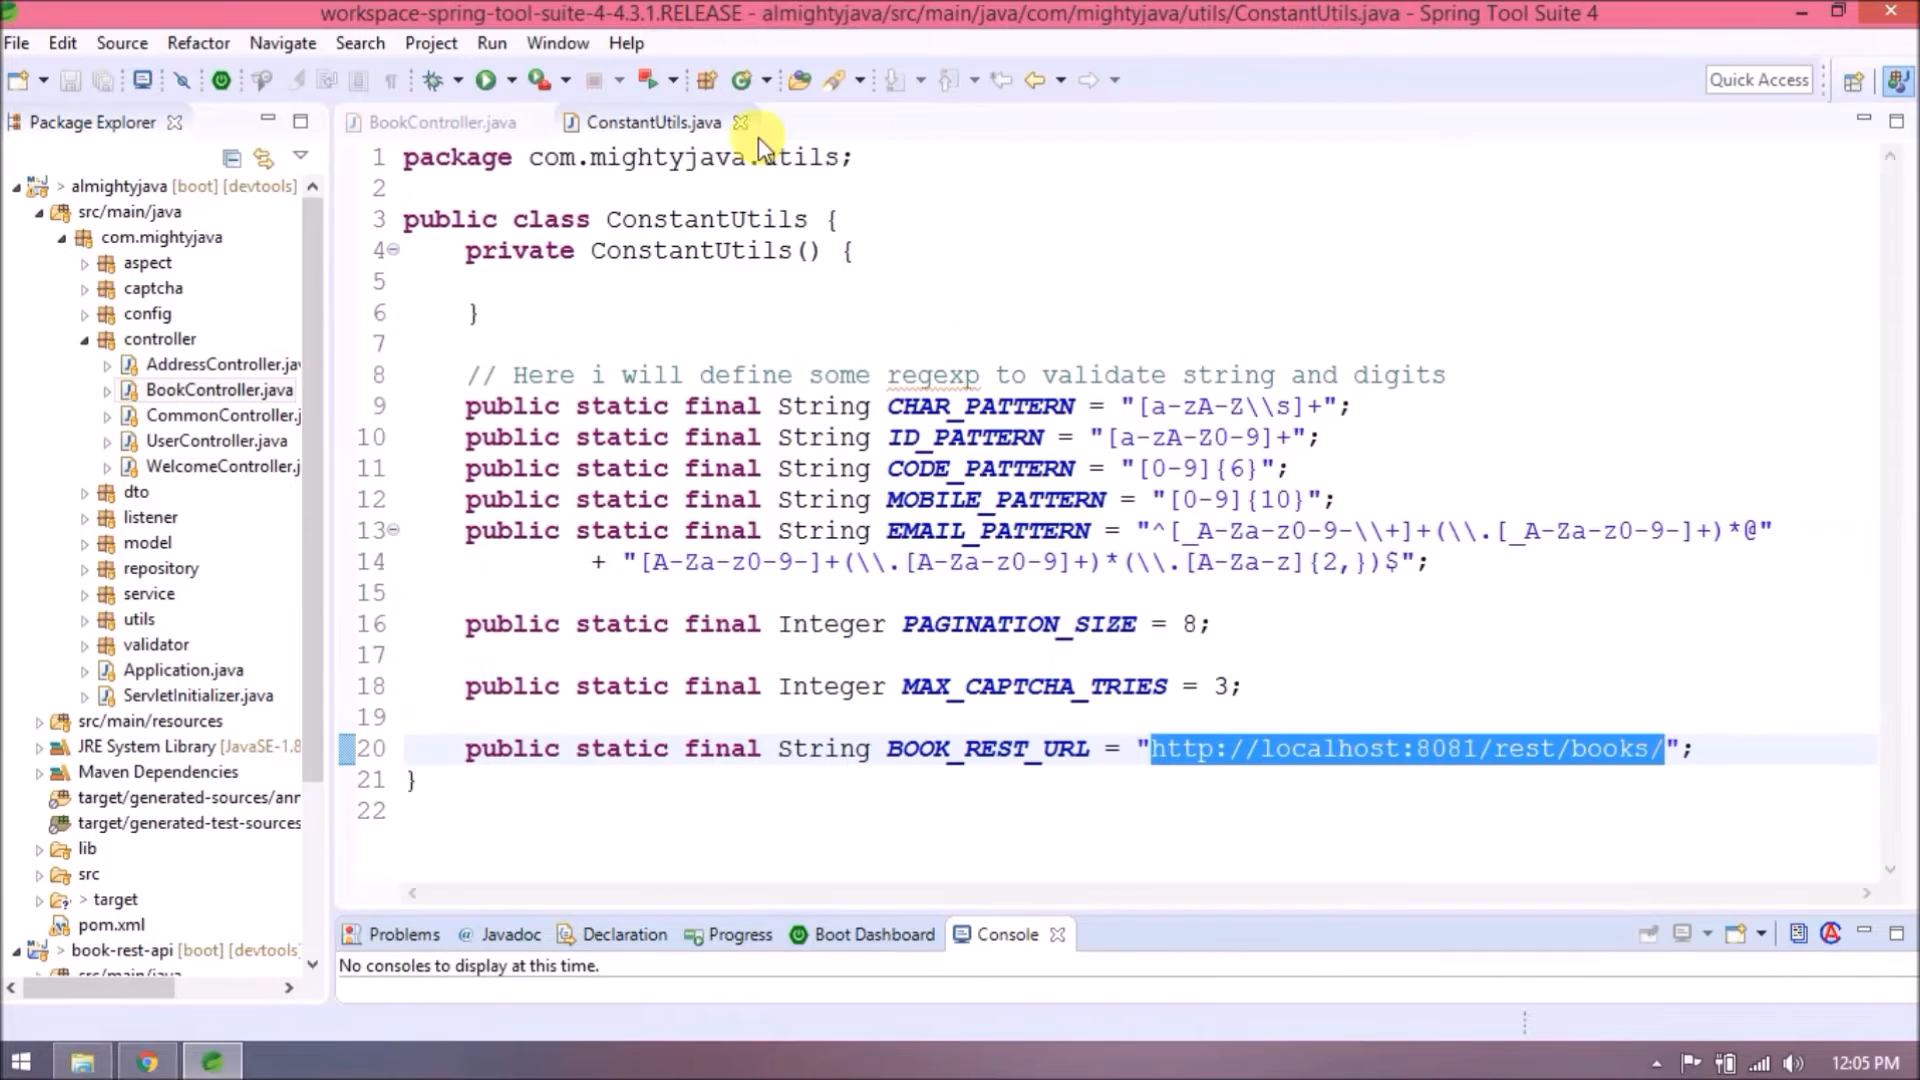 workspace-spring-tool-suite-4-4.3.1.RELEASE - almightyjava/src/main/java/com/mightyjava/utils/ConstantUtils.java - Spring Tool Suite 4
File Edit Source Refactor Navigate Search Project Run Window Help
Quick Access
Package Explorer
BookController.java
ConstantUtils.java
> almightyjava [boot] [devtools]
src/main/java
com.mightyjava
aspect
captcha
config
controller
AddressController.jav
BookController.java
CommonController.j
UserController.java
WelcomeController.j
dto
listener
model
repository
service
utils
validator
Application.java
ServletInitializer.java
src/main/resources
JRE System Library [JavaSE-1.8
Maven Dependencies
target/generated-sources/ann
target/generated-test-sources
lib
src
> target
pom.xml
> book-rest-api [boot] [devtools]
src/main/java
1 package com.mightyjava.utils;
2
3 public class ConstantUtils {
4 private ConstantUtils() {
5
6 }
7
8 // Here i will define some regexp to validate string and digits
9 public static final String CHAR_PATTERN = "[a-zA-Z\\s]+";
10 public static final String ID_PATTERN = "[a-zA-Z0-9]+";
11 public static final String CODE_PATTERN = "[0-9]{6}";
12 public static final String MOBILE_PATTERN = "[0-9]{10}";
13 public static final String EMAIL_PATTERN = "^[_A-Za-z0-9-\\+]+(\\.[_A-Za-z0-9-]+)*@"
14 + "[A-Za-z0-9-]+(\\.[A-Za-z0-9]+)*(\\.[A-Za-z]{2,})$";
15
16 public static final Integer PAGINATION_SIZE = 8;
17
18 public static final Integer MAX_CAPTCHA_TRIES = 3;
19
20 public static final String BOOK_REST_URL = "http://localhost:8081/rest/books/";
21 }
22
Problems @ Javadoc Declaration Progress Boot Dashboard Console
No consoles to display at this time.
12:05 PM